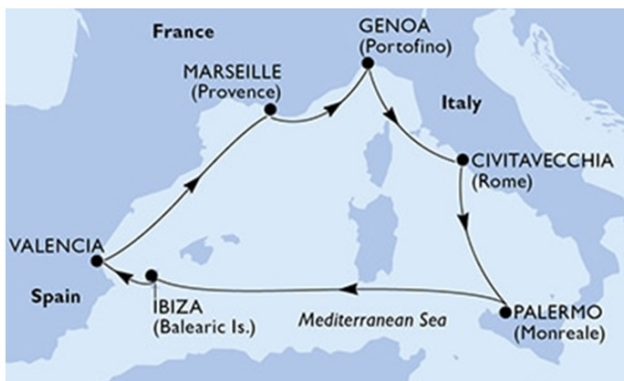 GENOA
(Portofino)
France
MARSEILLE
(Provence)
Italy
CIVITAVECCHIA
(Rome)
VALENCIA
Spain
IBIZA
(Balearic Is.)
Mediterranean Sea
PALERMO
(Monreale)